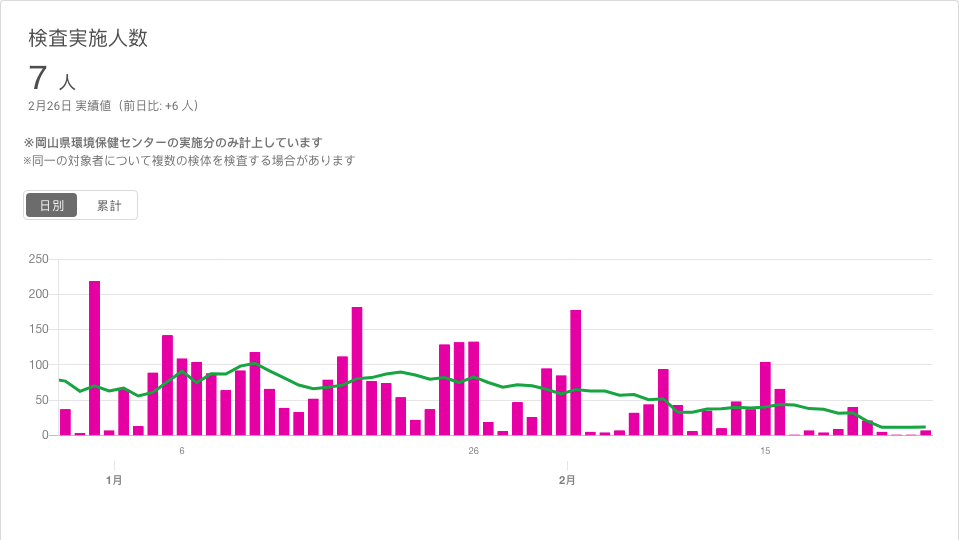 検査実施人数
7 人
2月26日 実績値（前日比: +6 人）
※岡山県環境保健センターの実施分のみ計上しています
※同一の対象者について複数の検体を検査する場合があります
日別 累計
250
200
150
100
50
0
6 26 15
1月 2月